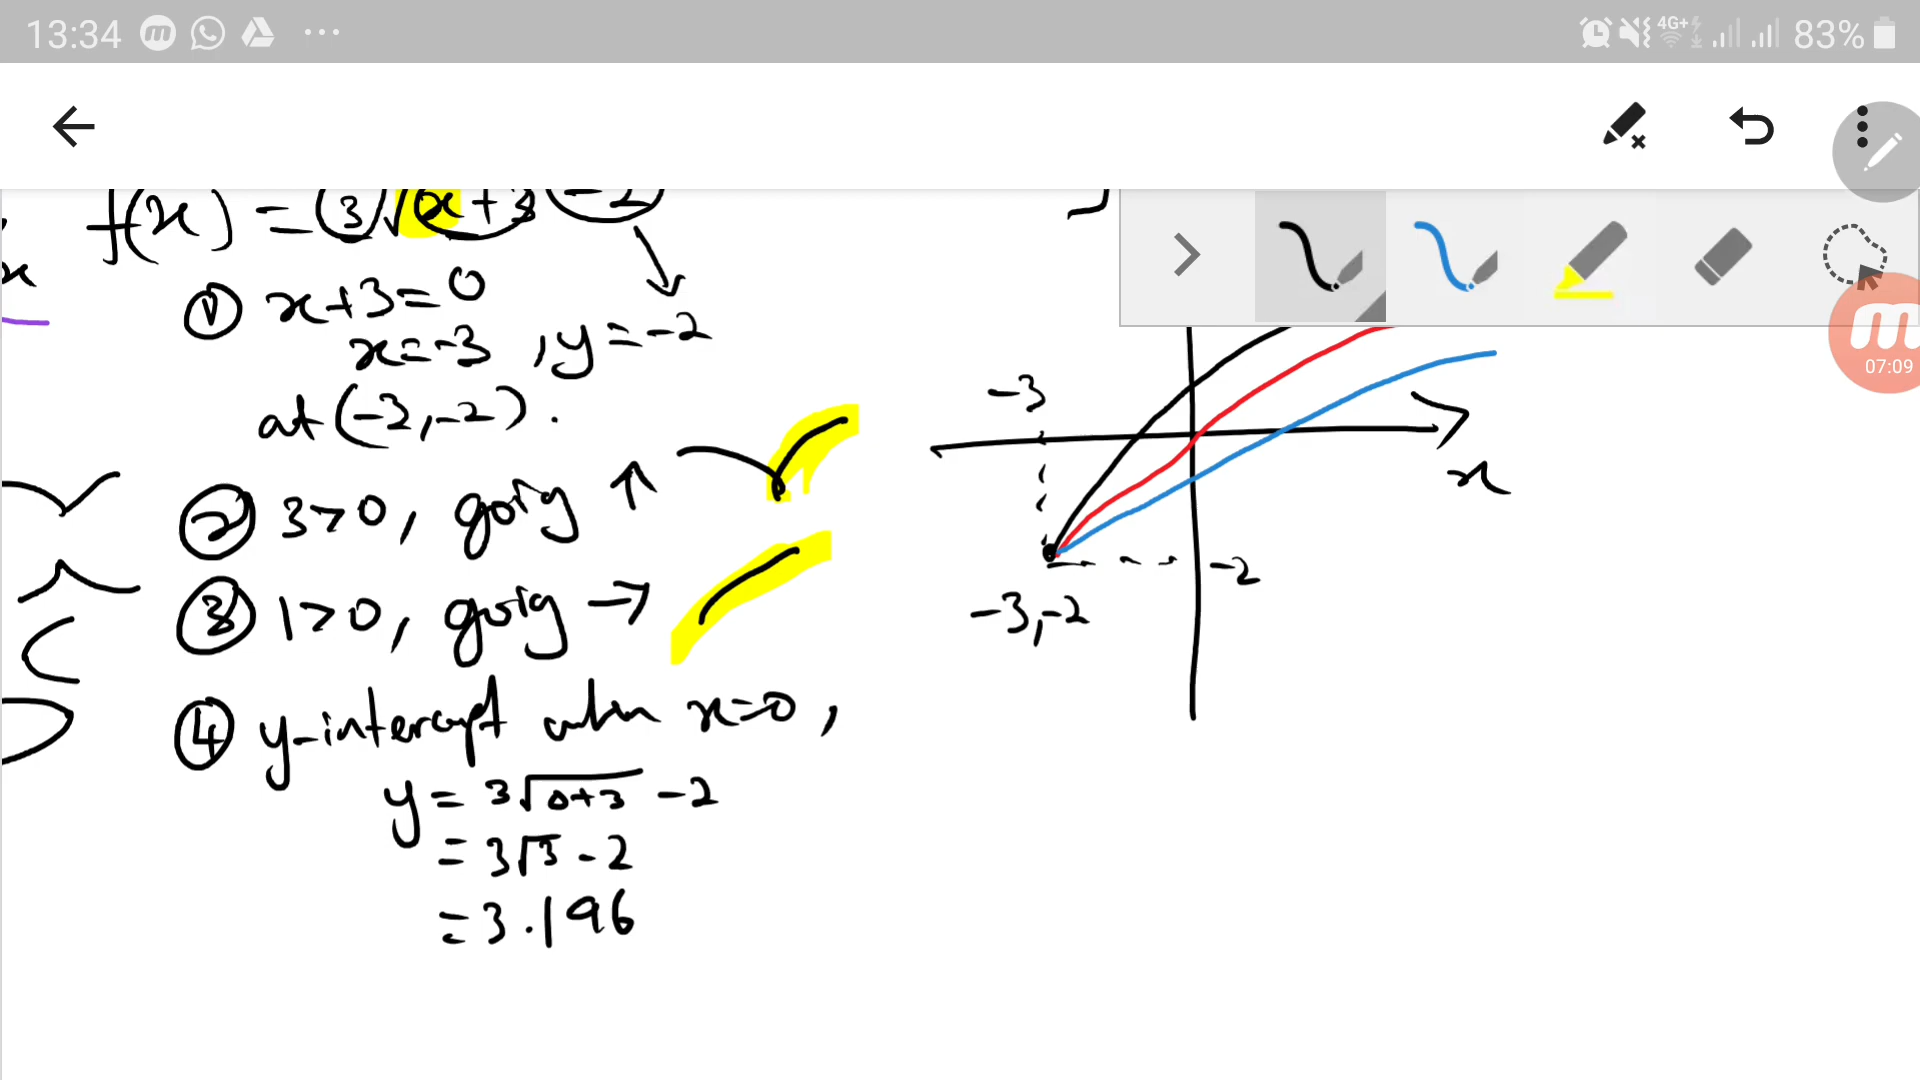 13:34 ... 4G+ 83%
f(x) = 3√x+3 -2
① x+3=0
x=-3 , y=-2
at (-3,-2).
② 3>0, going ↑
③ 1>0, going →
④ y-intercept when x=0,
y = 3√0+3 -2
= 3√3 - 2
= 3.196
-3
x
-2
-3,-2
m
07:09
x